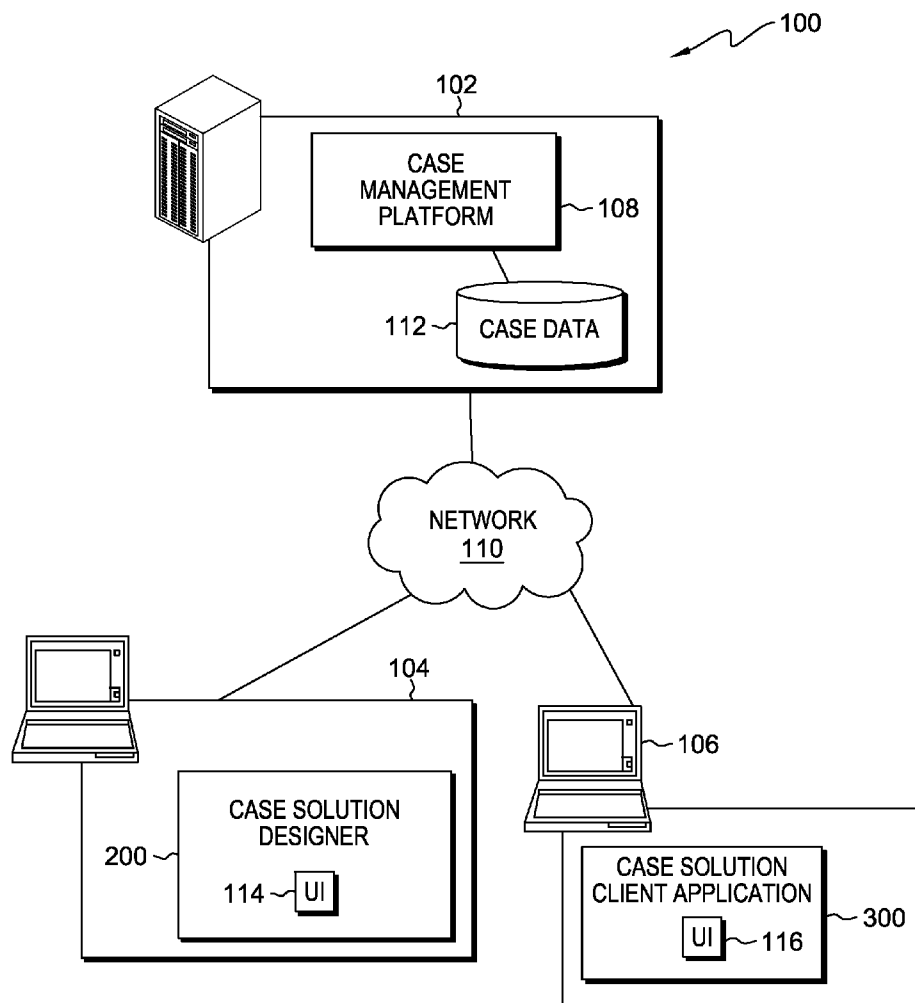 100
102
CASE
MANAGEMENT
PLATFORM
108
112
CASE DATA
NETWORK
110
104
106
CASE SOLUTION
DESIGNER
200
114
UI
CASE SOLUTION
CLIENT APPLICATION
300
UI
116